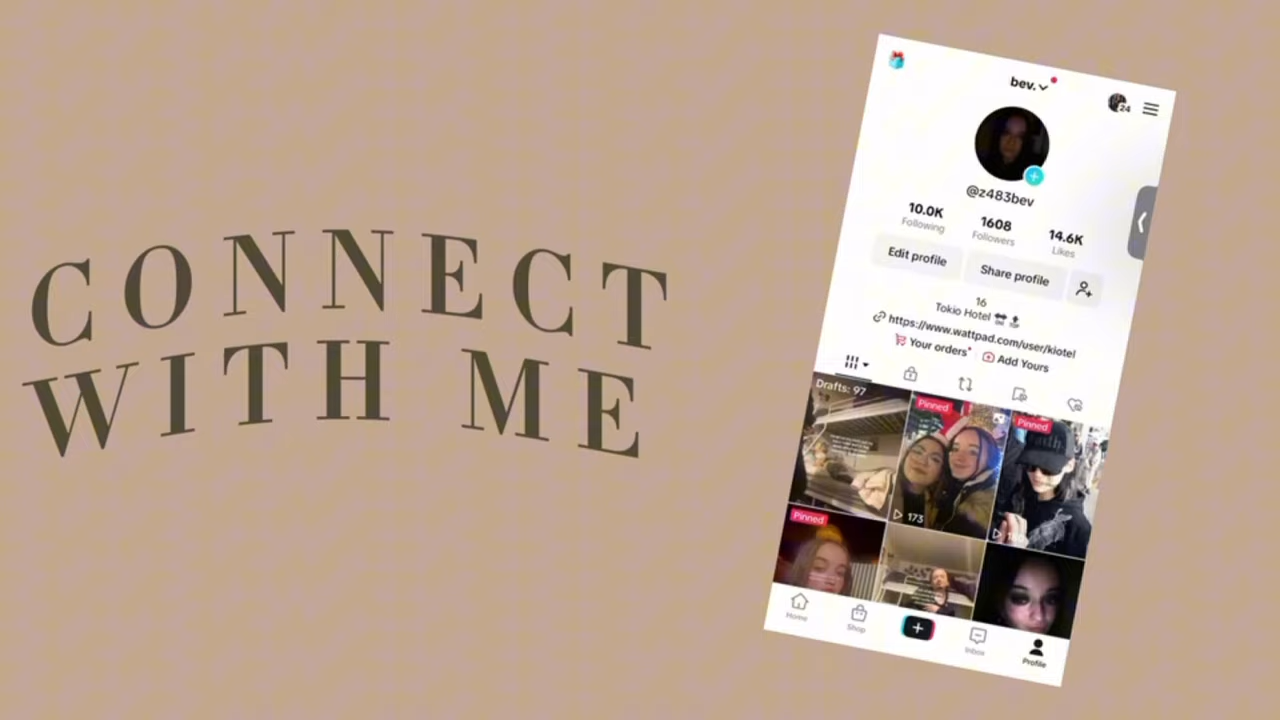 CONNECT
WITH ME
bev.
24
@z483bev
10.0K 1608 14.6K
Following Followers Likes
Edit profile Share profile
16
Tokio Hotel
https://www.wattpad.com/user/kiotel
Your orders Add Yours
Drafts: 97
Pinned
Pinned
173
Pinned
Home Shop Inbox Profile